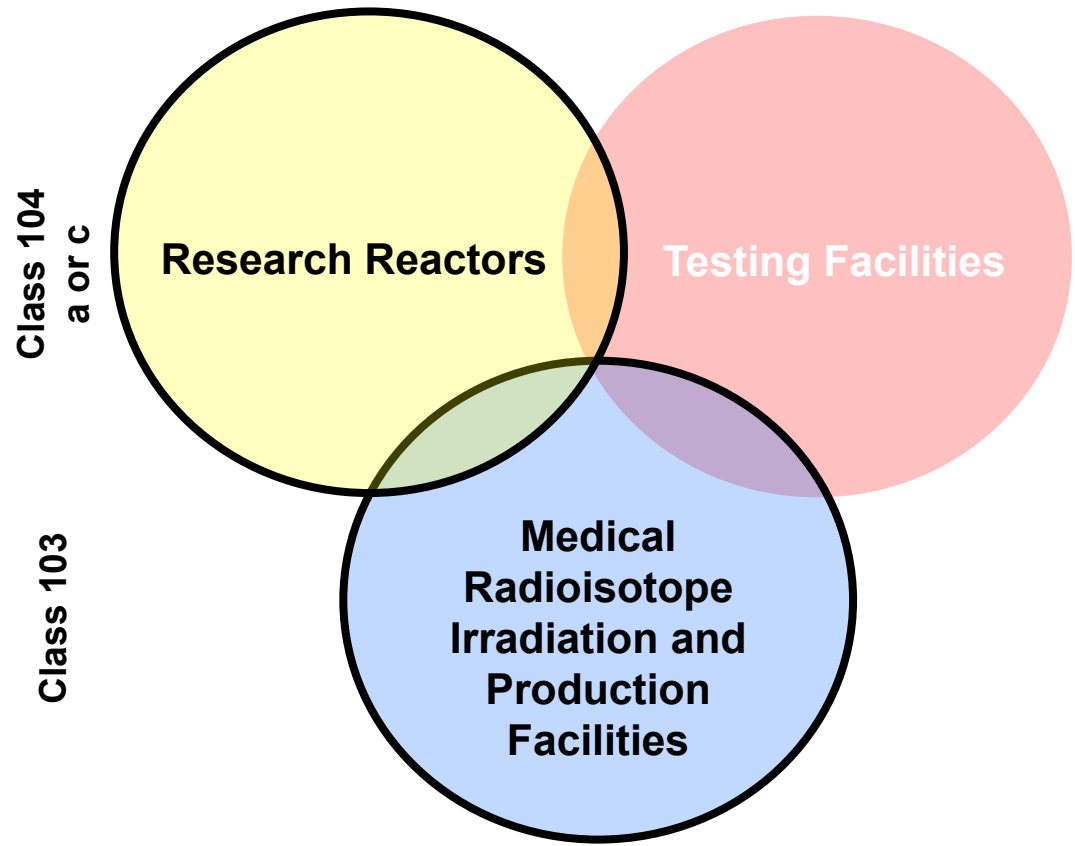 Class 104
a or c
Research Reactors
Testing Facilities
Class 103
Medical
Radioisotope
Irradiation and
Production
Facilities